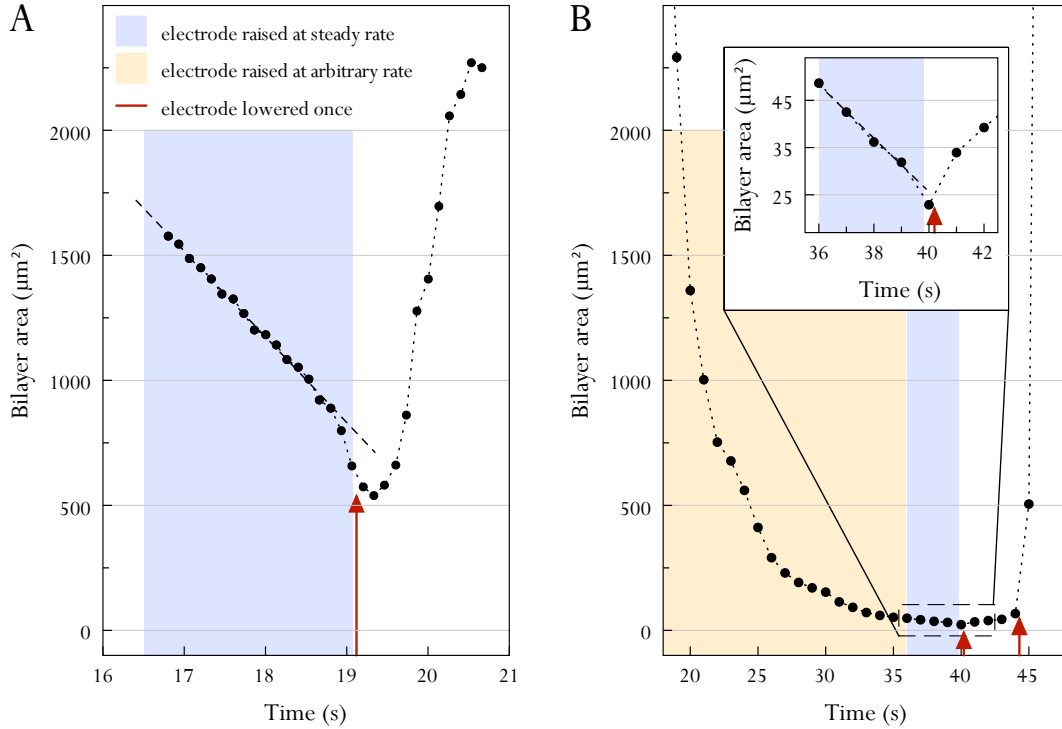 A
B
electrode raised at steady rate
electrode raised at arbitrary rate
electrode lowered once
Bilayer area (µm²)
2000
1500
1000
500
0
16 17 18 19 20 21
Time (s)
Bilayer area (µm²)
2000
1500
1000
500
0
20 25 30 35 40 45
Time (s)
Bilayer area (µm²)
45
35
25
36 38 40 42
Time (s)